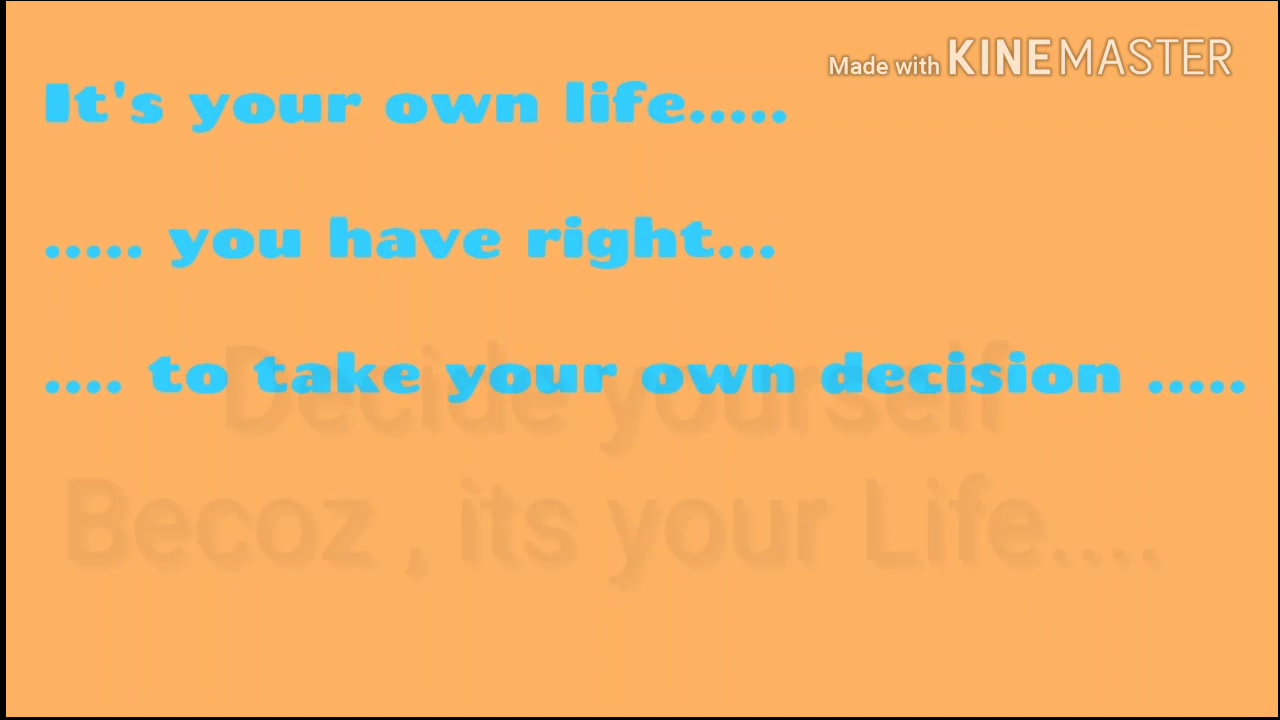 Made with KINEMASTER
It's your own life.....
..... you have right...
.... to take your own decision .....
Decide yourself
Becoz , its your Life....